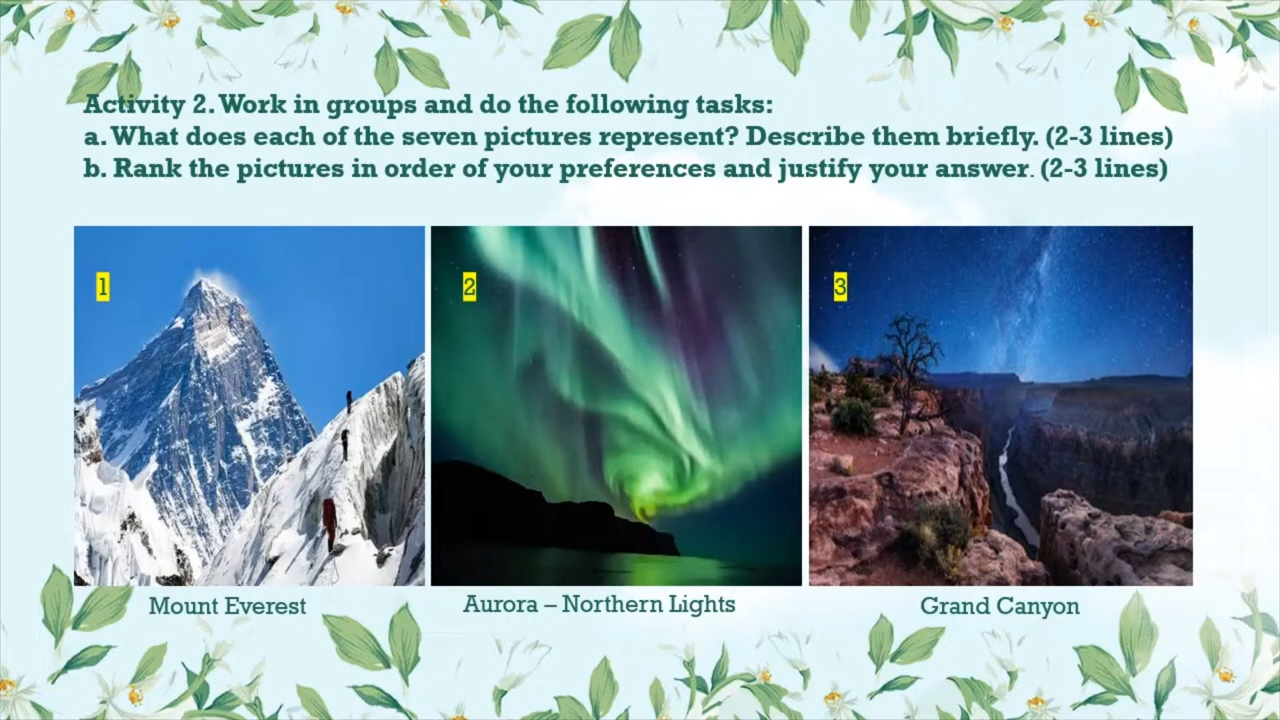 Activity 2. Work in groups and do the following tasks:
a. What does each of the seven pictures represent? Describe them briefly. (2-3 lines)
b. Rank the pictures in order of your preferences and justify your answer. (2-3 lines)
1
2
3
Mount Everest
Aurora – Northern Lights
Grand Canyon